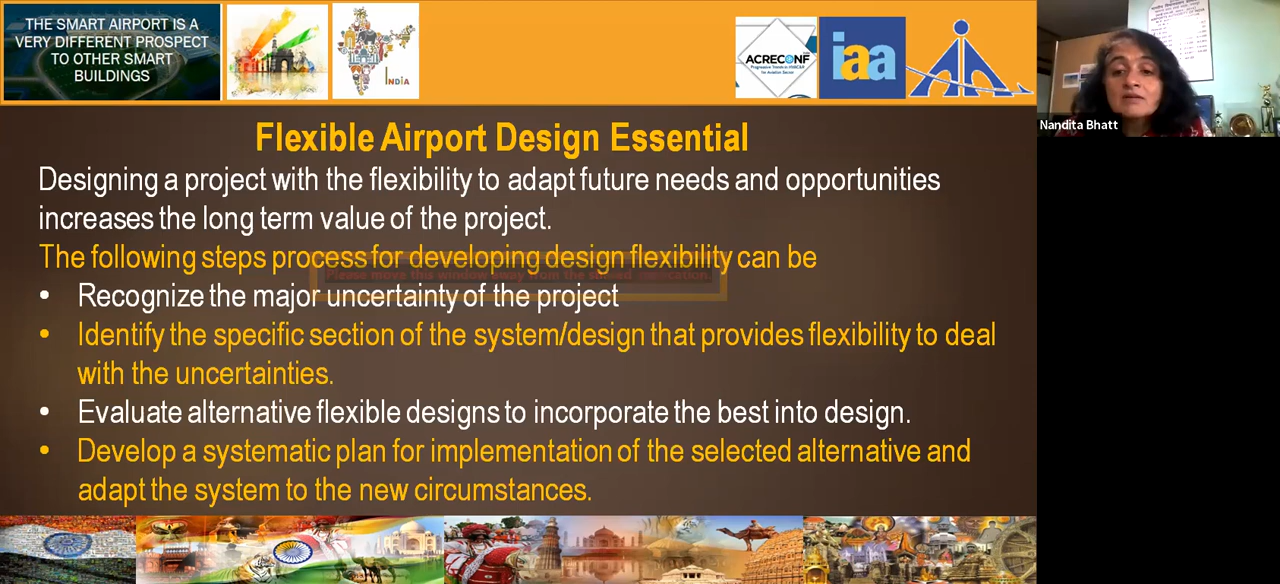 THE SMART AIRPORT IS A
VERY DIFFERENT PROSPECT
TO OTHER SMART
BUILDINGS
INDIA
ACRECONF
iaa
Nandita Bhatt
Flexible Airport Design Essential
Designing a project with the flexibility to adapt future needs and opportunities
increases the long term value of the project.
The following steps process for developing design flexibility can be
Please move this window away from the shared application.
• Recognize the major uncertainty of the project
• Identify the specific section of the system/design that provides flexibility to deal
with the uncertainties.
• Evaluate alternative flexible designs to incorporate the best into design.
• Develop a systematic plan for implementation of the selected alternative and
adapt the system to the new circumstances.